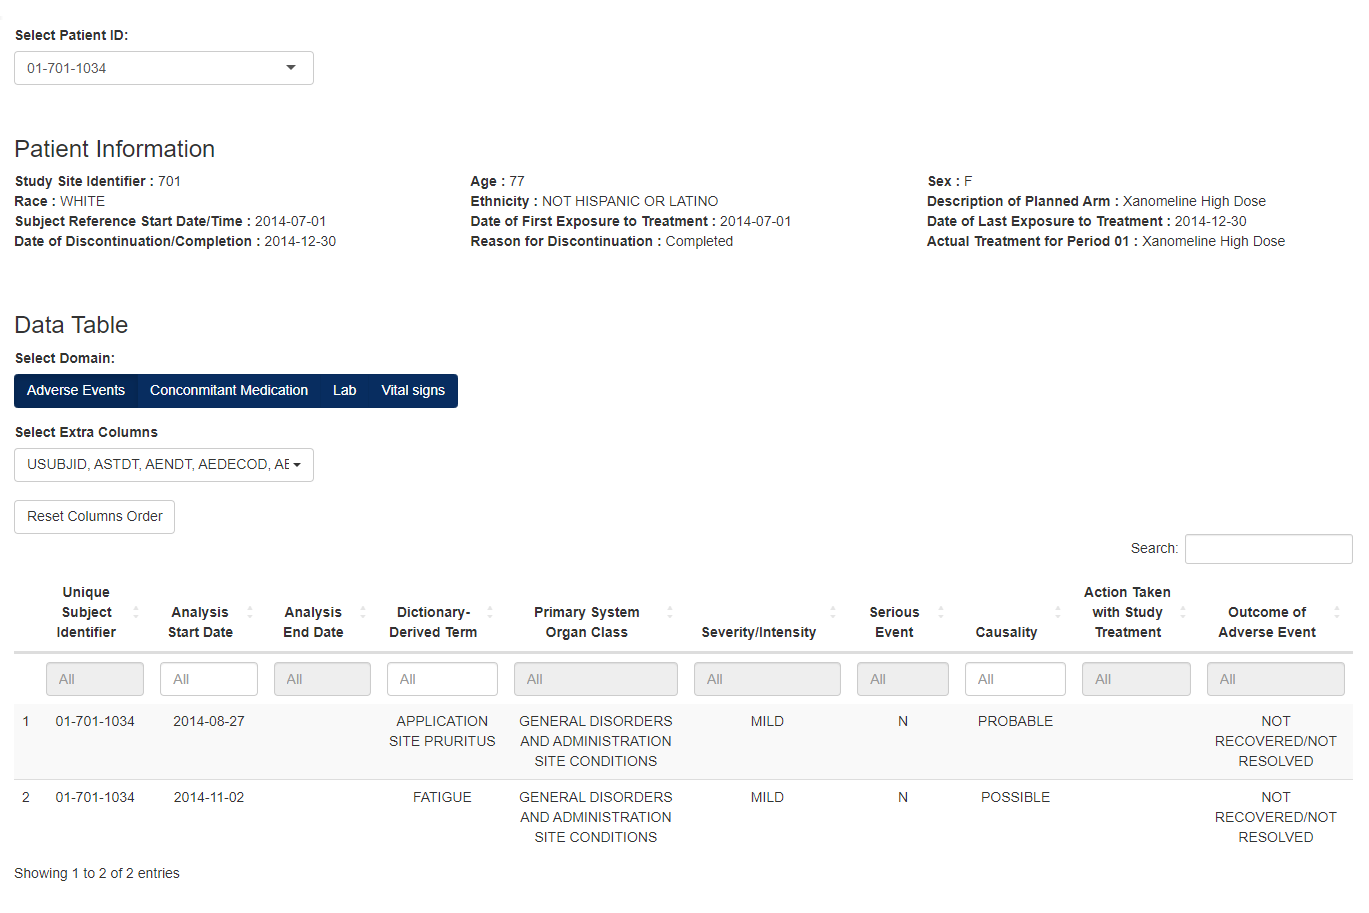 Select Patient ID:
01-701-1034
Patient Information
Study Site Identifier : 701
Age : 77
Sex : F
Race : WHITE
Ethnicity : NOT HISPANIC OR LATINO
Description of Planned Arm : Xanomeline High Dose
Subject Reference Start Date/Time : 2014-07-01
Date of First Exposure to Treatment : 2014-07-01
Date of Last Exposure to Treatment : 2014-12-30
Date of Discontinuation/Completion : 2014-12-30
Reason for Discontinuation : Completed
Actual Treatment for Period 01 : Xanomeline High Dose
Data Table
Select Domain:
Adverse Events Conconmitant Medication Lab Vital signs
Select Extra Columns
USUBJID, ASTDT, AENDT, AEDECOD, AE
Reset Columns Order
Search:
Unique
Subject
Identifier
Analysis
Start Date
Analysis
End Date
Dictionary-
Derived Term
Primary System
Organ Class
Severity/Intensity
Serious
Event
Causality
Action Taken
with Study
Treatment
Outcome of
Adverse Event
All All All All All All All All All All
1 01-701-1034 2014-08-27 APPLICATION GENERAL DISORDERS MILD N PROBABLE NOT
SITE PRURITUS AND ADMINISTRATION RECOVERED/NOT
SITE CONDITIONS RESOLVED
2 01-701-1034 2014-11-02 FATIGUE GENERAL DISORDERS MILD N POSSIBLE NOT
AND ADMINISTRATION RECOVERED/NOT
SITE CONDITIONS RESOLVED
Showing 1 to 2 of 2 entries